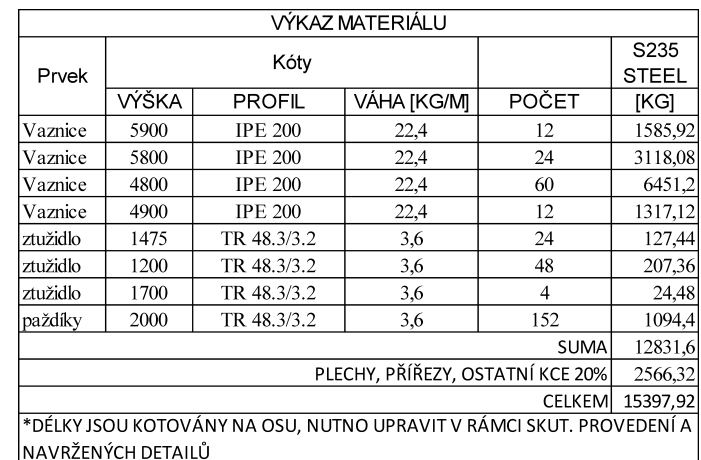 VÝKAZ MATERIÁLU
Prvek Kóty S235 STEEL
VÝŠKA PROFIL VÁHA [KG/M] POČET [KG]
Vaznice 5900 IPE 200 22,4 12 1585,92
Vaznice 5800 IPE 200 22,4 24 3118,08
Vaznice 4800 IPE 200 22,4 60 6451,2
Vaznice 4900 IPE 200 22,4 12 1317,12
ztužidlo 1475 TR 48.3/3.2 3,6 24 127,44
ztužidlo 1200 TR 48.3/3.2 3,6 48 207,36
ztužidlo 1700 TR 48.3/3.2 3,6 4 24,48
paždíky 2000 TR 48.3/3.2 3,6 152 1094,4
SUMA 12831,6
PLECHY, PŘÍŘEZY, OSTATNÍ KCE 20% 2566,32
CELKEM 15397,92
*DÉLKY JSOU KOTOVÁNY NA OSU, NUTNO UPRAVIT V RÁMCI SKUT. PROVEDENÍ A
NAVRŽENÝCH DETAILŮ